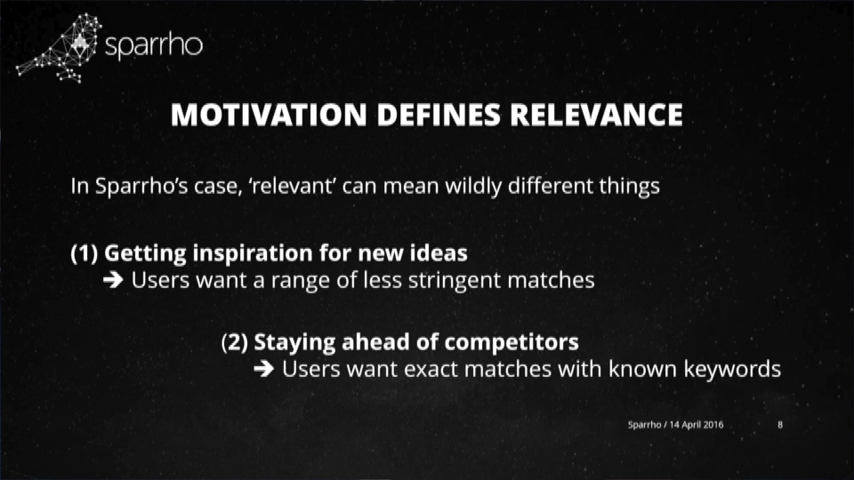 sparrho
MOTIVATION DEFINES RELEVANCE
In Sparrho's case, ‘relevant’ can mean wildly different things
(1) Getting inspiration for new ideas
➔ Users want a range of less stringent matches
(2) Staying ahead of competitors
➔ Users want exact matches with known keywords
Sparrho / 14 April 2016 8